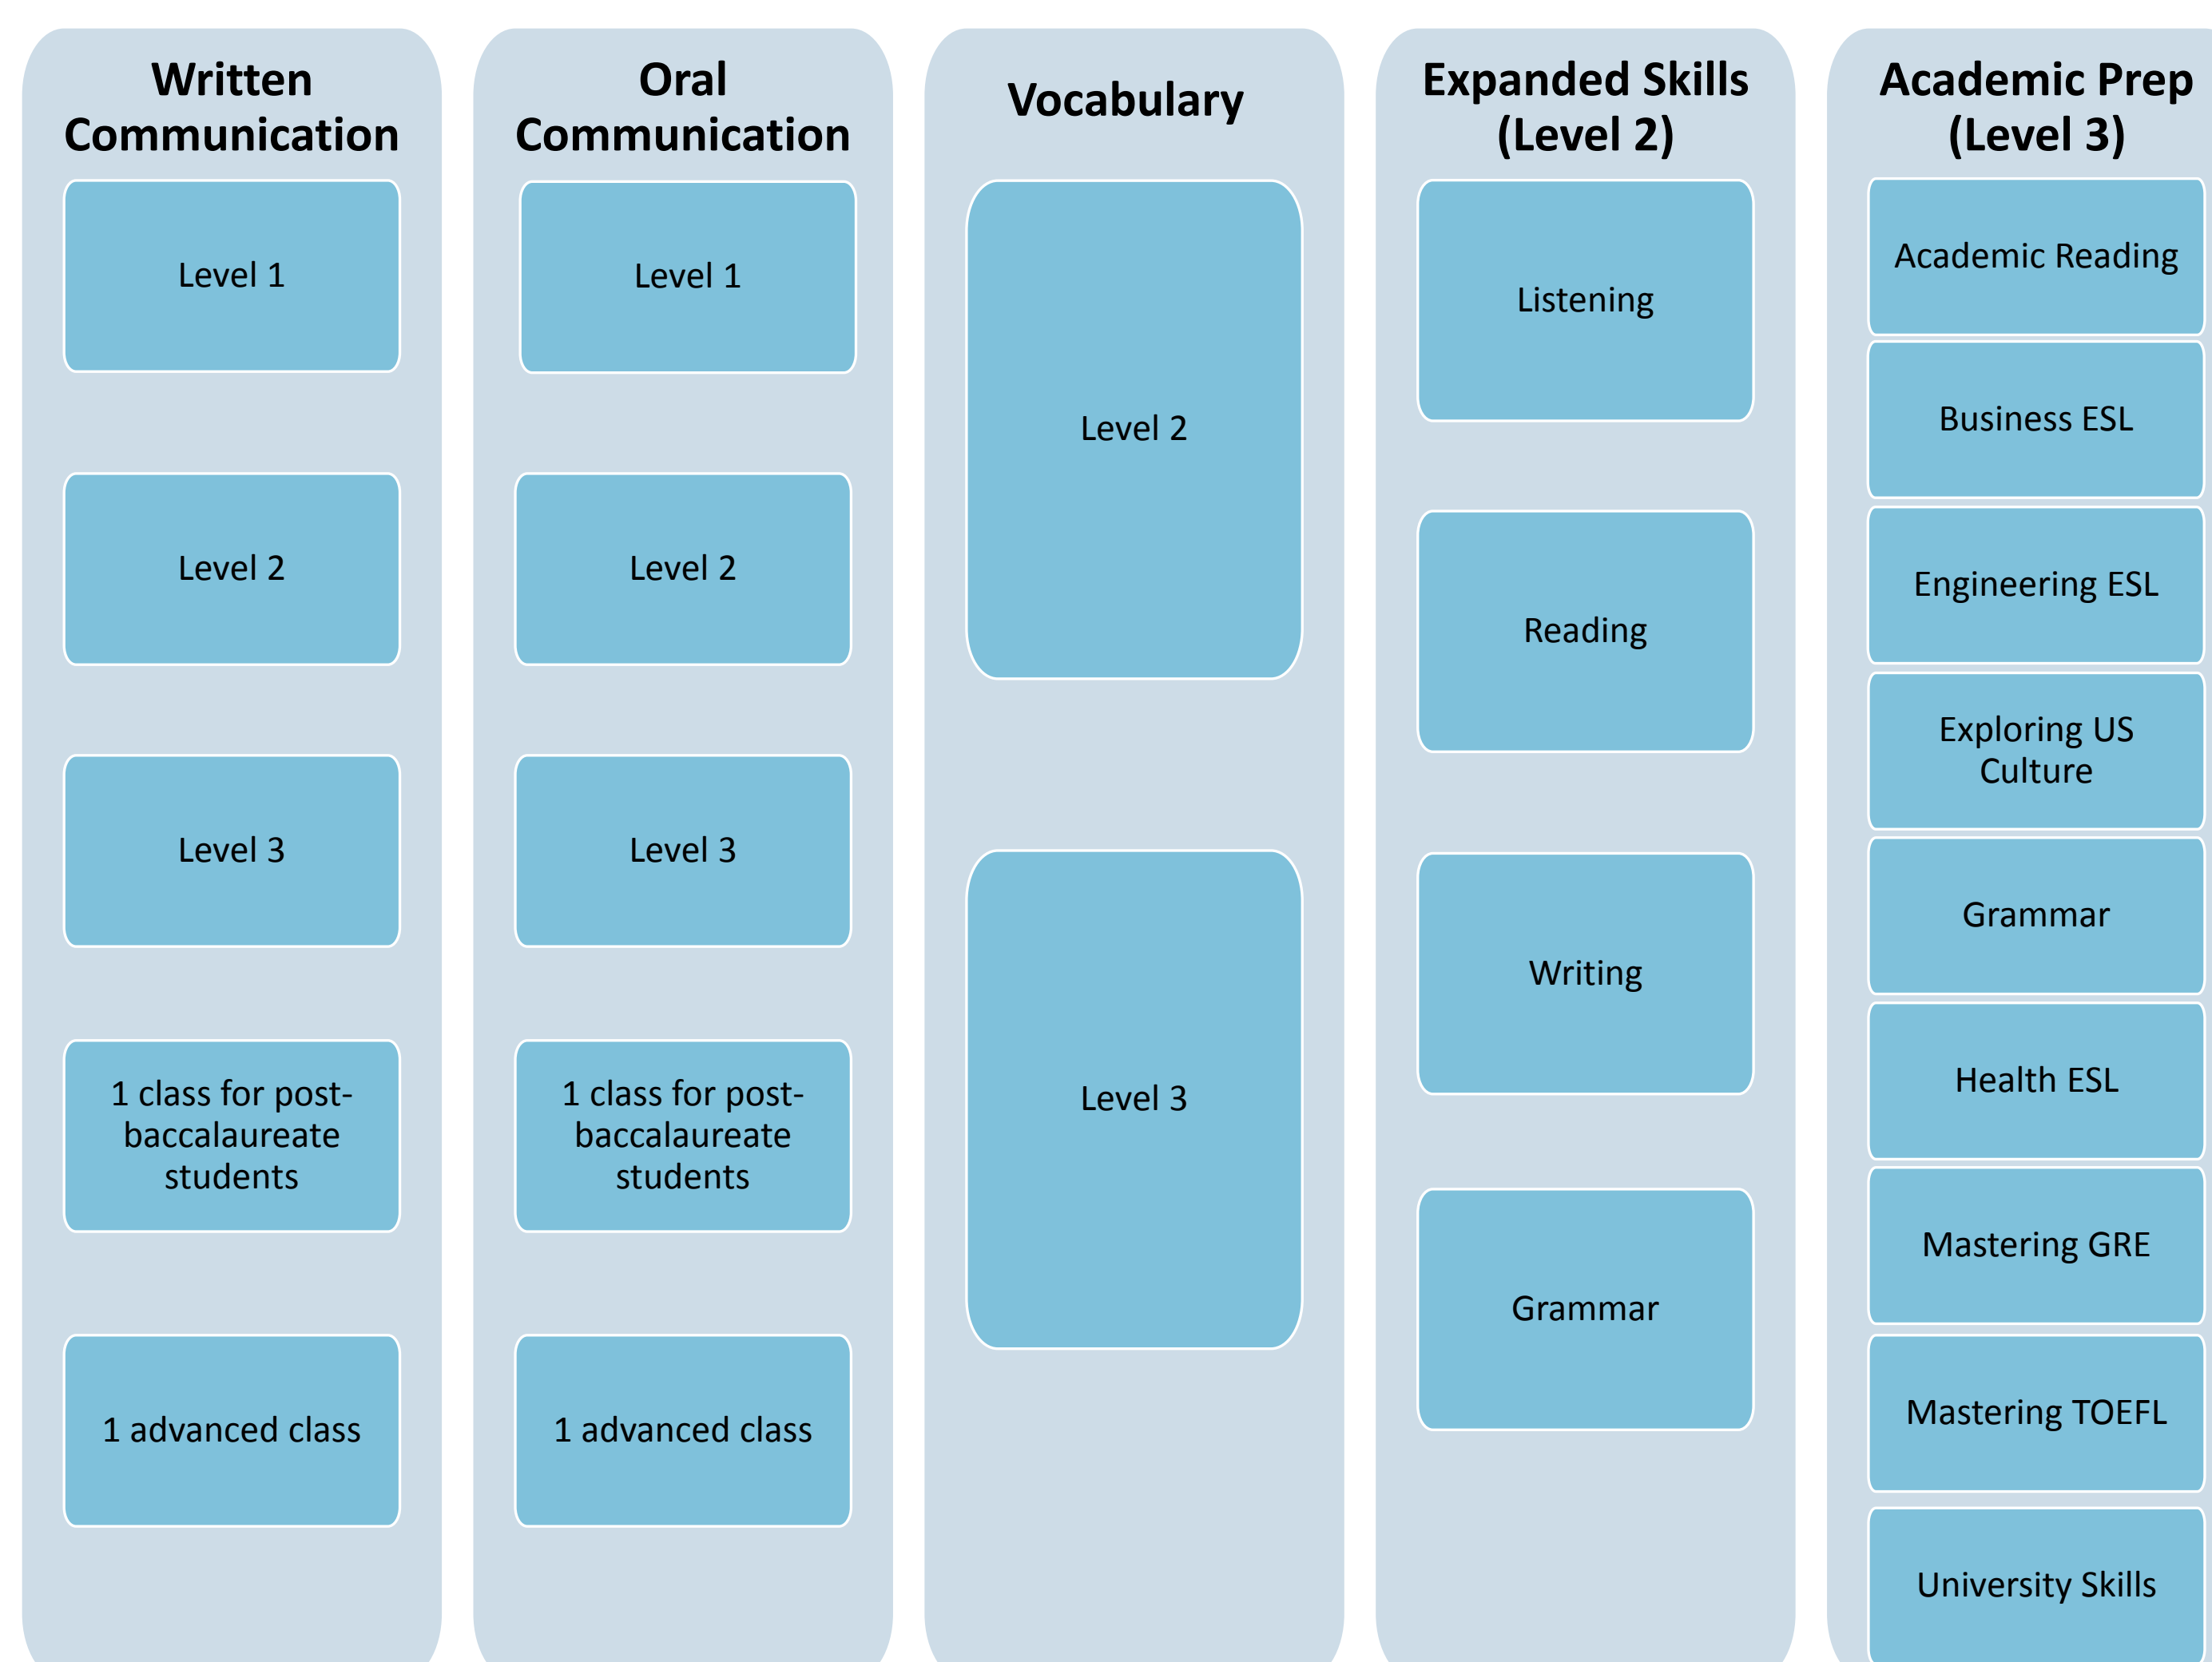 Written
Communication
Level 1
Level 2
Level 3
1 class for post-
baccalaureate
students
1 advanced class
Oral
Communication
Level 1
Level 2
Level 3
1 class for post-
baccalaureate
students
1 advanced class
Vocabulary
Level 2
Level 3
Expanded Skills
(Level 2)
Listening
Reading
Writing
Grammar
Academic Prep
(Level 3)
Academic Reading
Business ESL
Engineering ESL
Exploring US
Culture
Grammar
Health ESL
Mastering GRE
Mastering TOEFL
University Skills